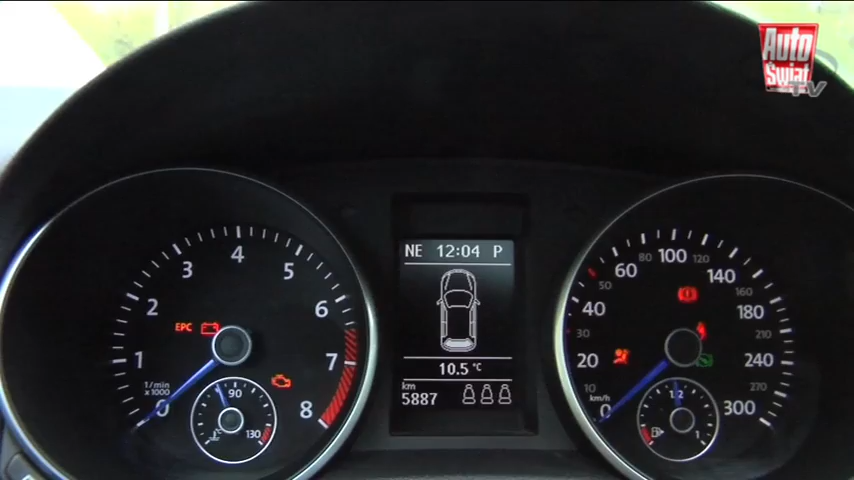 Auto
Świat
TV
NE 12:04 P
10.5 °C
km
5887
1 2 3 4 5 6 7 8
EPC
1/min
x1000
0
90
130
°C
0 10 20 30 40 50 60 80 100 120 140 160 180 210 240 270 300
km/h
0 1/2 1